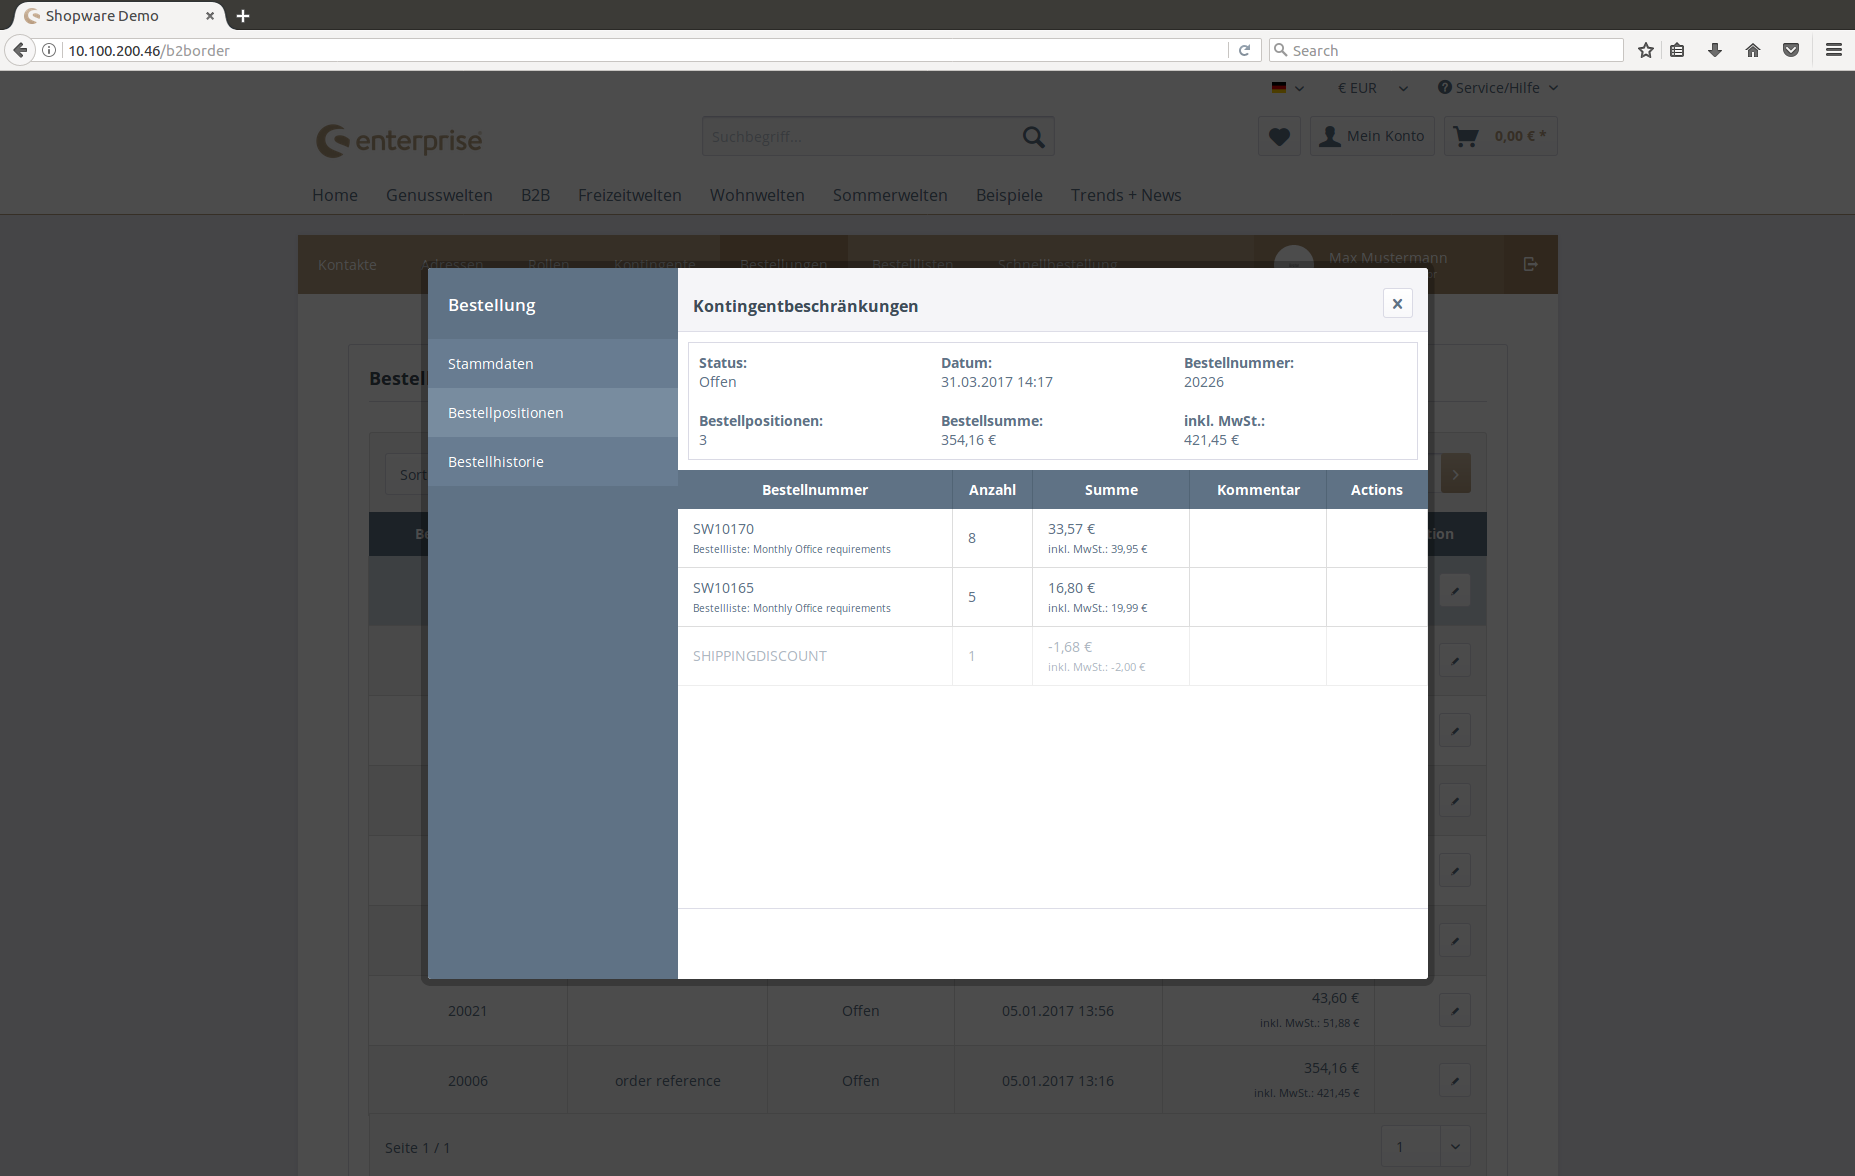 Shopware Demo
10.100.200.46/b2border
Search
€ EUR
Service/Hilfe
enterprise
Suchbegriff...
Mein Konto
0,00 € *
Home Genusswelten B2B Freizeitwelten Wohnwelten Sommerwelten Beispiele Trends + News
Kontakte Adressen Rollen Kontingente Bestellungen Bestelllisten Schnellbestellung Max Mustermann
Bestellung
Stammdaten
Bestellpositionen
Bestellhistorie
Kontingentbeschränkungen
Status: Datum: Bestellnummer:
Offen 31.03.2017 14:17 20226
Bestellpositionen: Bestellsumme: inkl. MwSt.:
3 354,16 € 421,45 €
Bestellnummer Anzahl Summe Kommentar Actions
SW10170 8 33,57 €
Bestellliste: Monthly Office requirements inkl. MwSt.: 39,95 €
SW10165 5 16,80 €
Bestellliste: Monthly Office requirements inkl. MwSt.: 19,99 €
SHIPPINGDISCOUNT 1 -1,68 €
inkl. MwSt.: -2,00 €
Bestell
Sort
Be
tion
20021 Offen 05.01.2017 13:56 43,60 €
inkl. MwSt.: 51,88 €
20006 order reference Offen 05.01.2017 13:16 354,16 €
inkl. MwSt.: 421,45 €
Seite 1 / 1
1